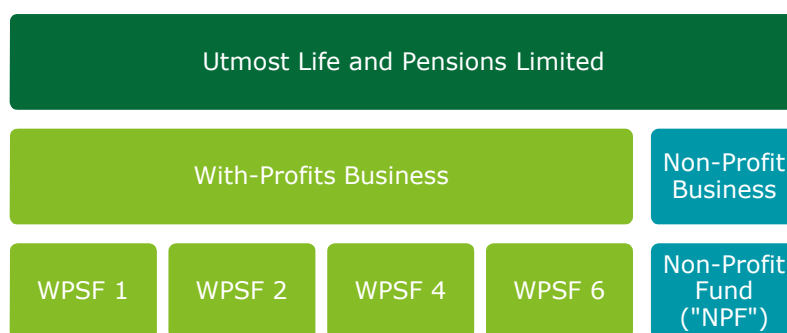 Utmost Life and Pensions Limited
With-Profits Business
Non-Profit
Business
WPSF 1
WPSF 2
WPSF 4
WPSF 6
Non-Profit
Fund
("NPF")